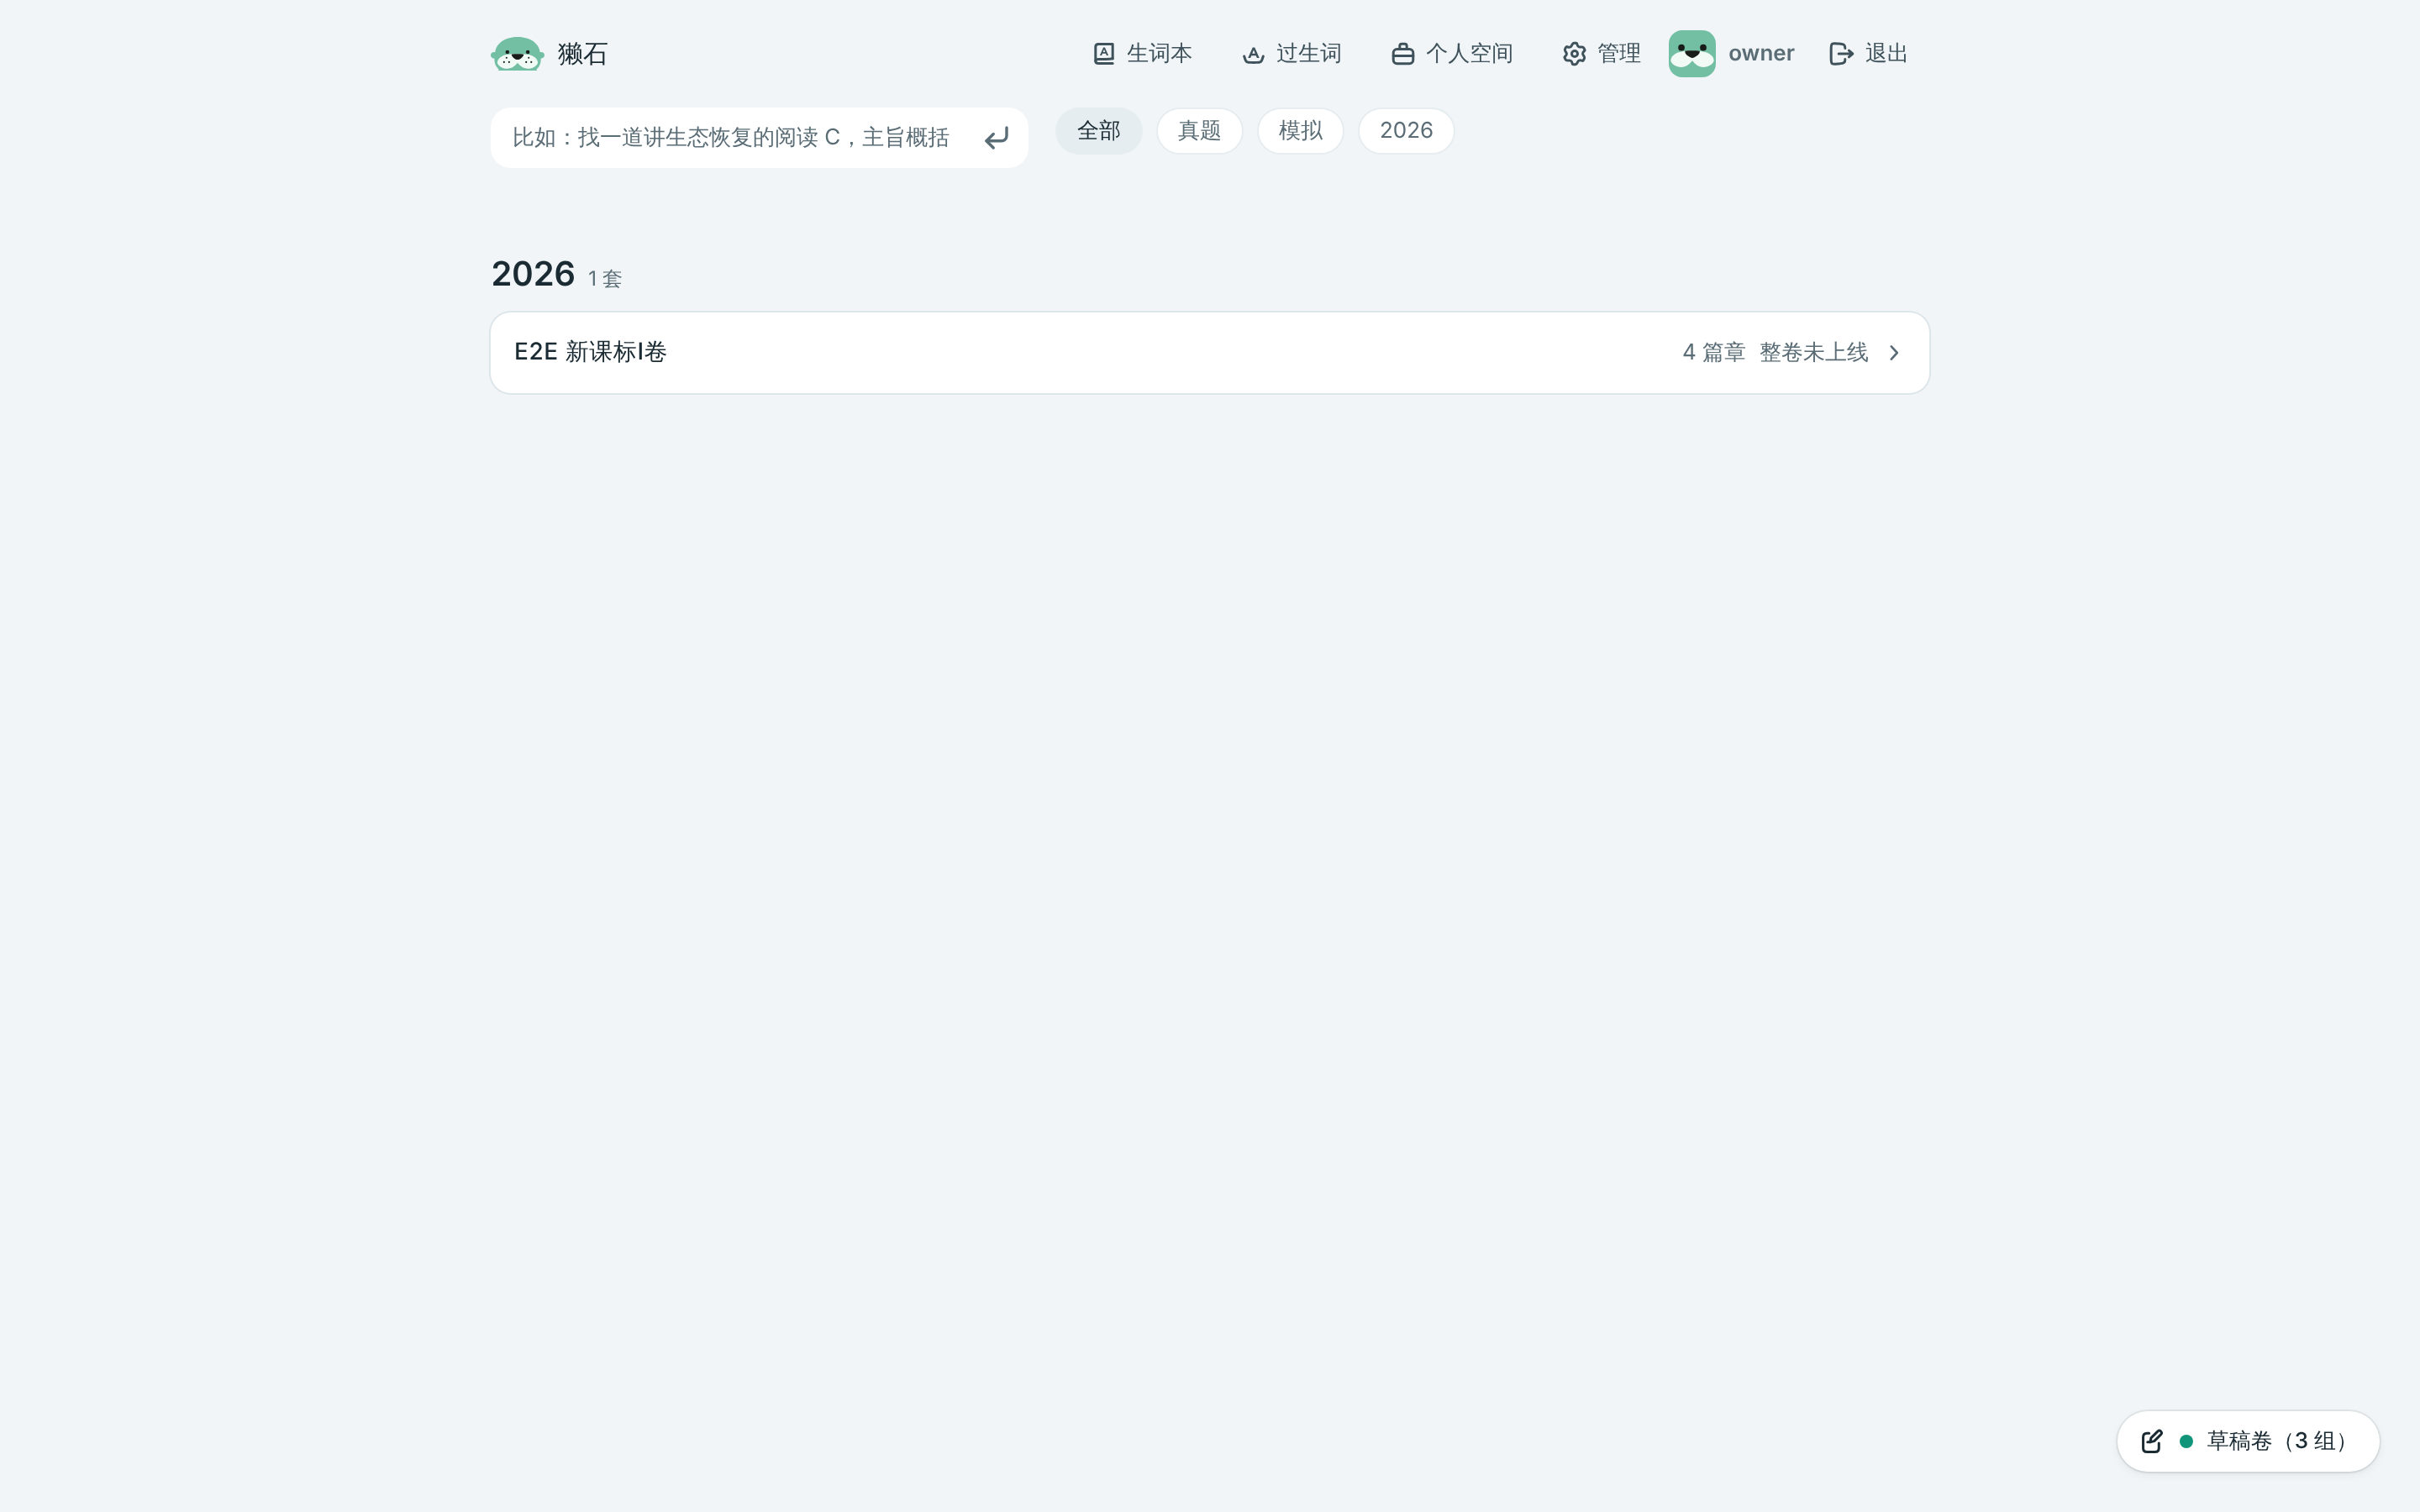 獭石
生词本
过生词
个人空间
管理
owner
退出
比如：找一道讲生态恢复的阅读 C，主旨概括
全部
真题
模拟
2026
2026 1 套
E2E 新课标I卷
4 篇章 整卷未上线
草稿卷（3 组）